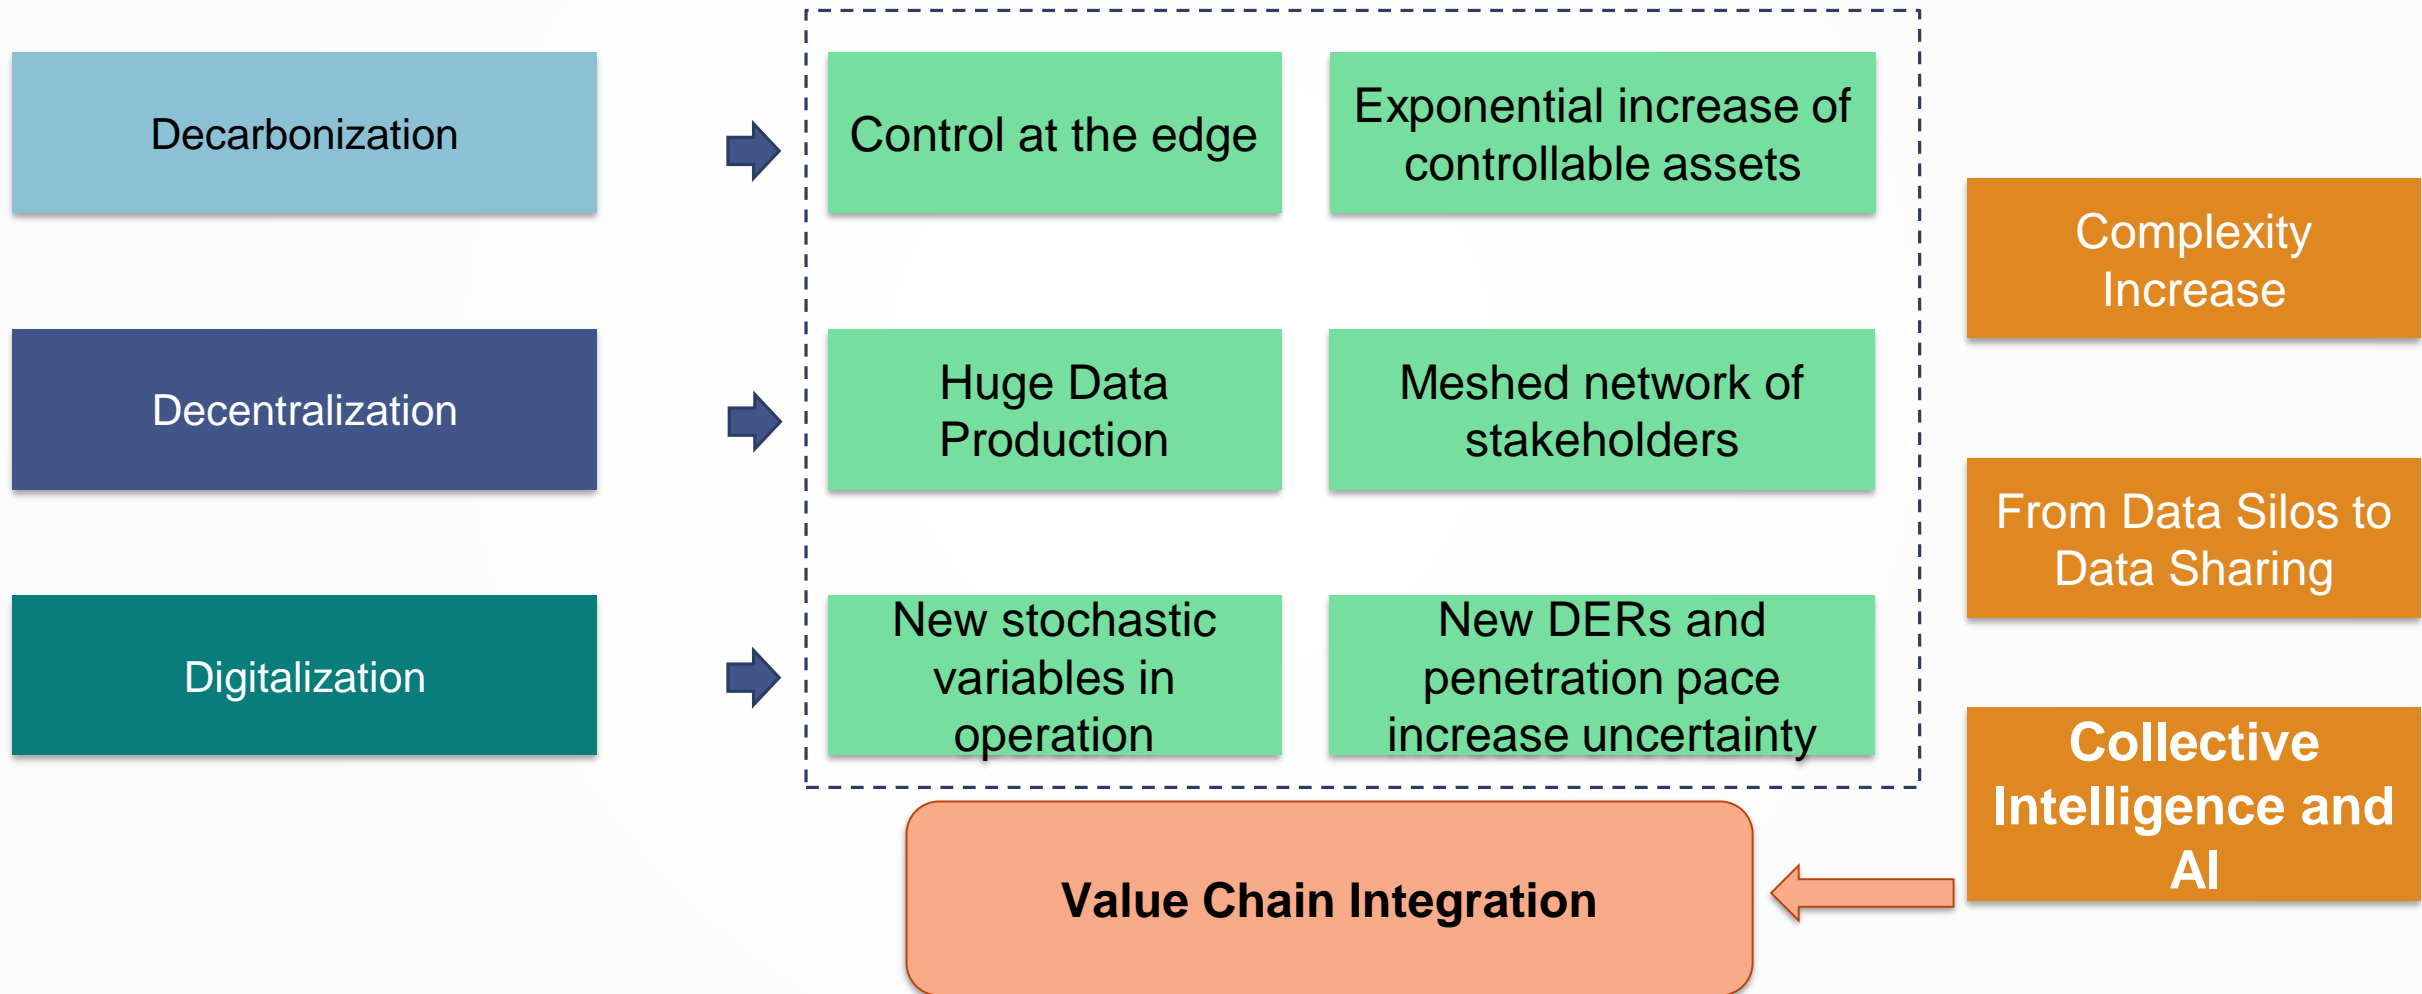 Decarbonization
Control at the edge
Exponential increase of
controllable assets
Decentralization
Huge Data
Production
Meshed network of
stakeholders
Digitalization
New stochastic
variables in
operation
New DERs and
penetration pace
increase uncertainty
Complexity
Increase
From Data Silos to
Data Sharing
Collective
Intelligence and
AI
Value Chain Integration